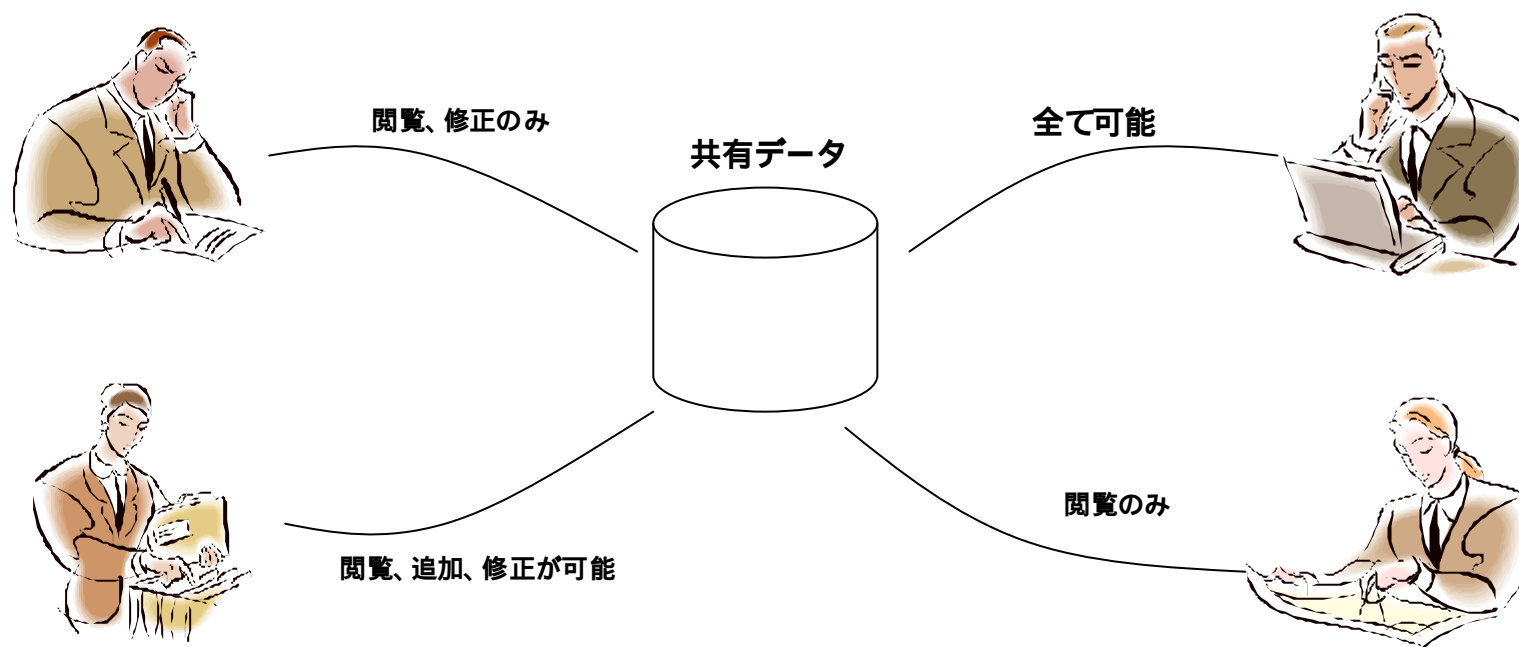 閲覧、修正のみ
全て可能
共有データ
閲覧のみ
閲覧、追加、修正が可能